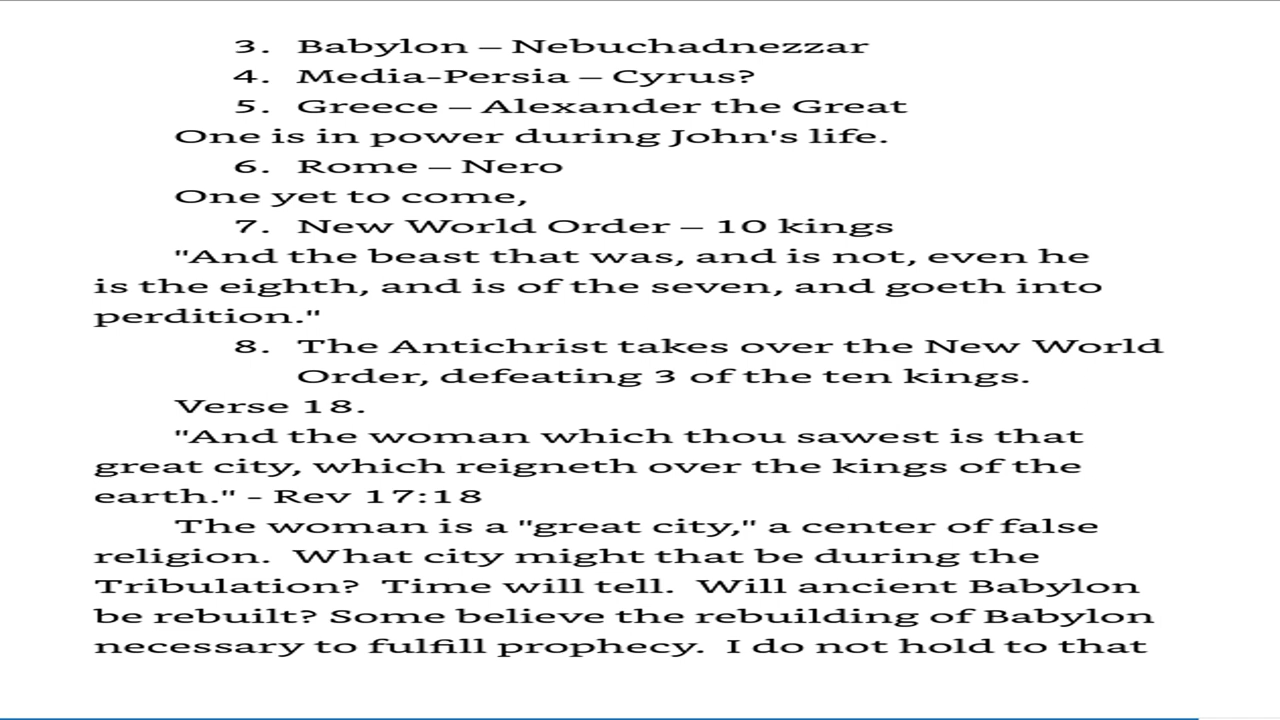 3. Babylon – Nebuchadnezzar
4. Media-Persia – Cyrus?
5. Greece – Alexander the Great
One is in power during John's life.
6. Rome – Nero
One yet to come,
7. New World Order – 10 kings
"And the beast that was, and is not, even he
is the eighth, and is of the seven, and goeth into
perdition."
8. The Antichrist takes over the New World
Order, defeating 3 of the ten kings.
Verse 18.
"And the woman which thou sawest is that
great city, which reigneth over the kings of the
earth." - Rev 17:18
The woman is a "great city," a center of false
religion. What city might that be during the
Tribulation? Time will tell. Will ancient Babylon
be rebuilt? Some believe the rebuilding of Babylon
necessary to fulfill prophecy. I do not hold to that